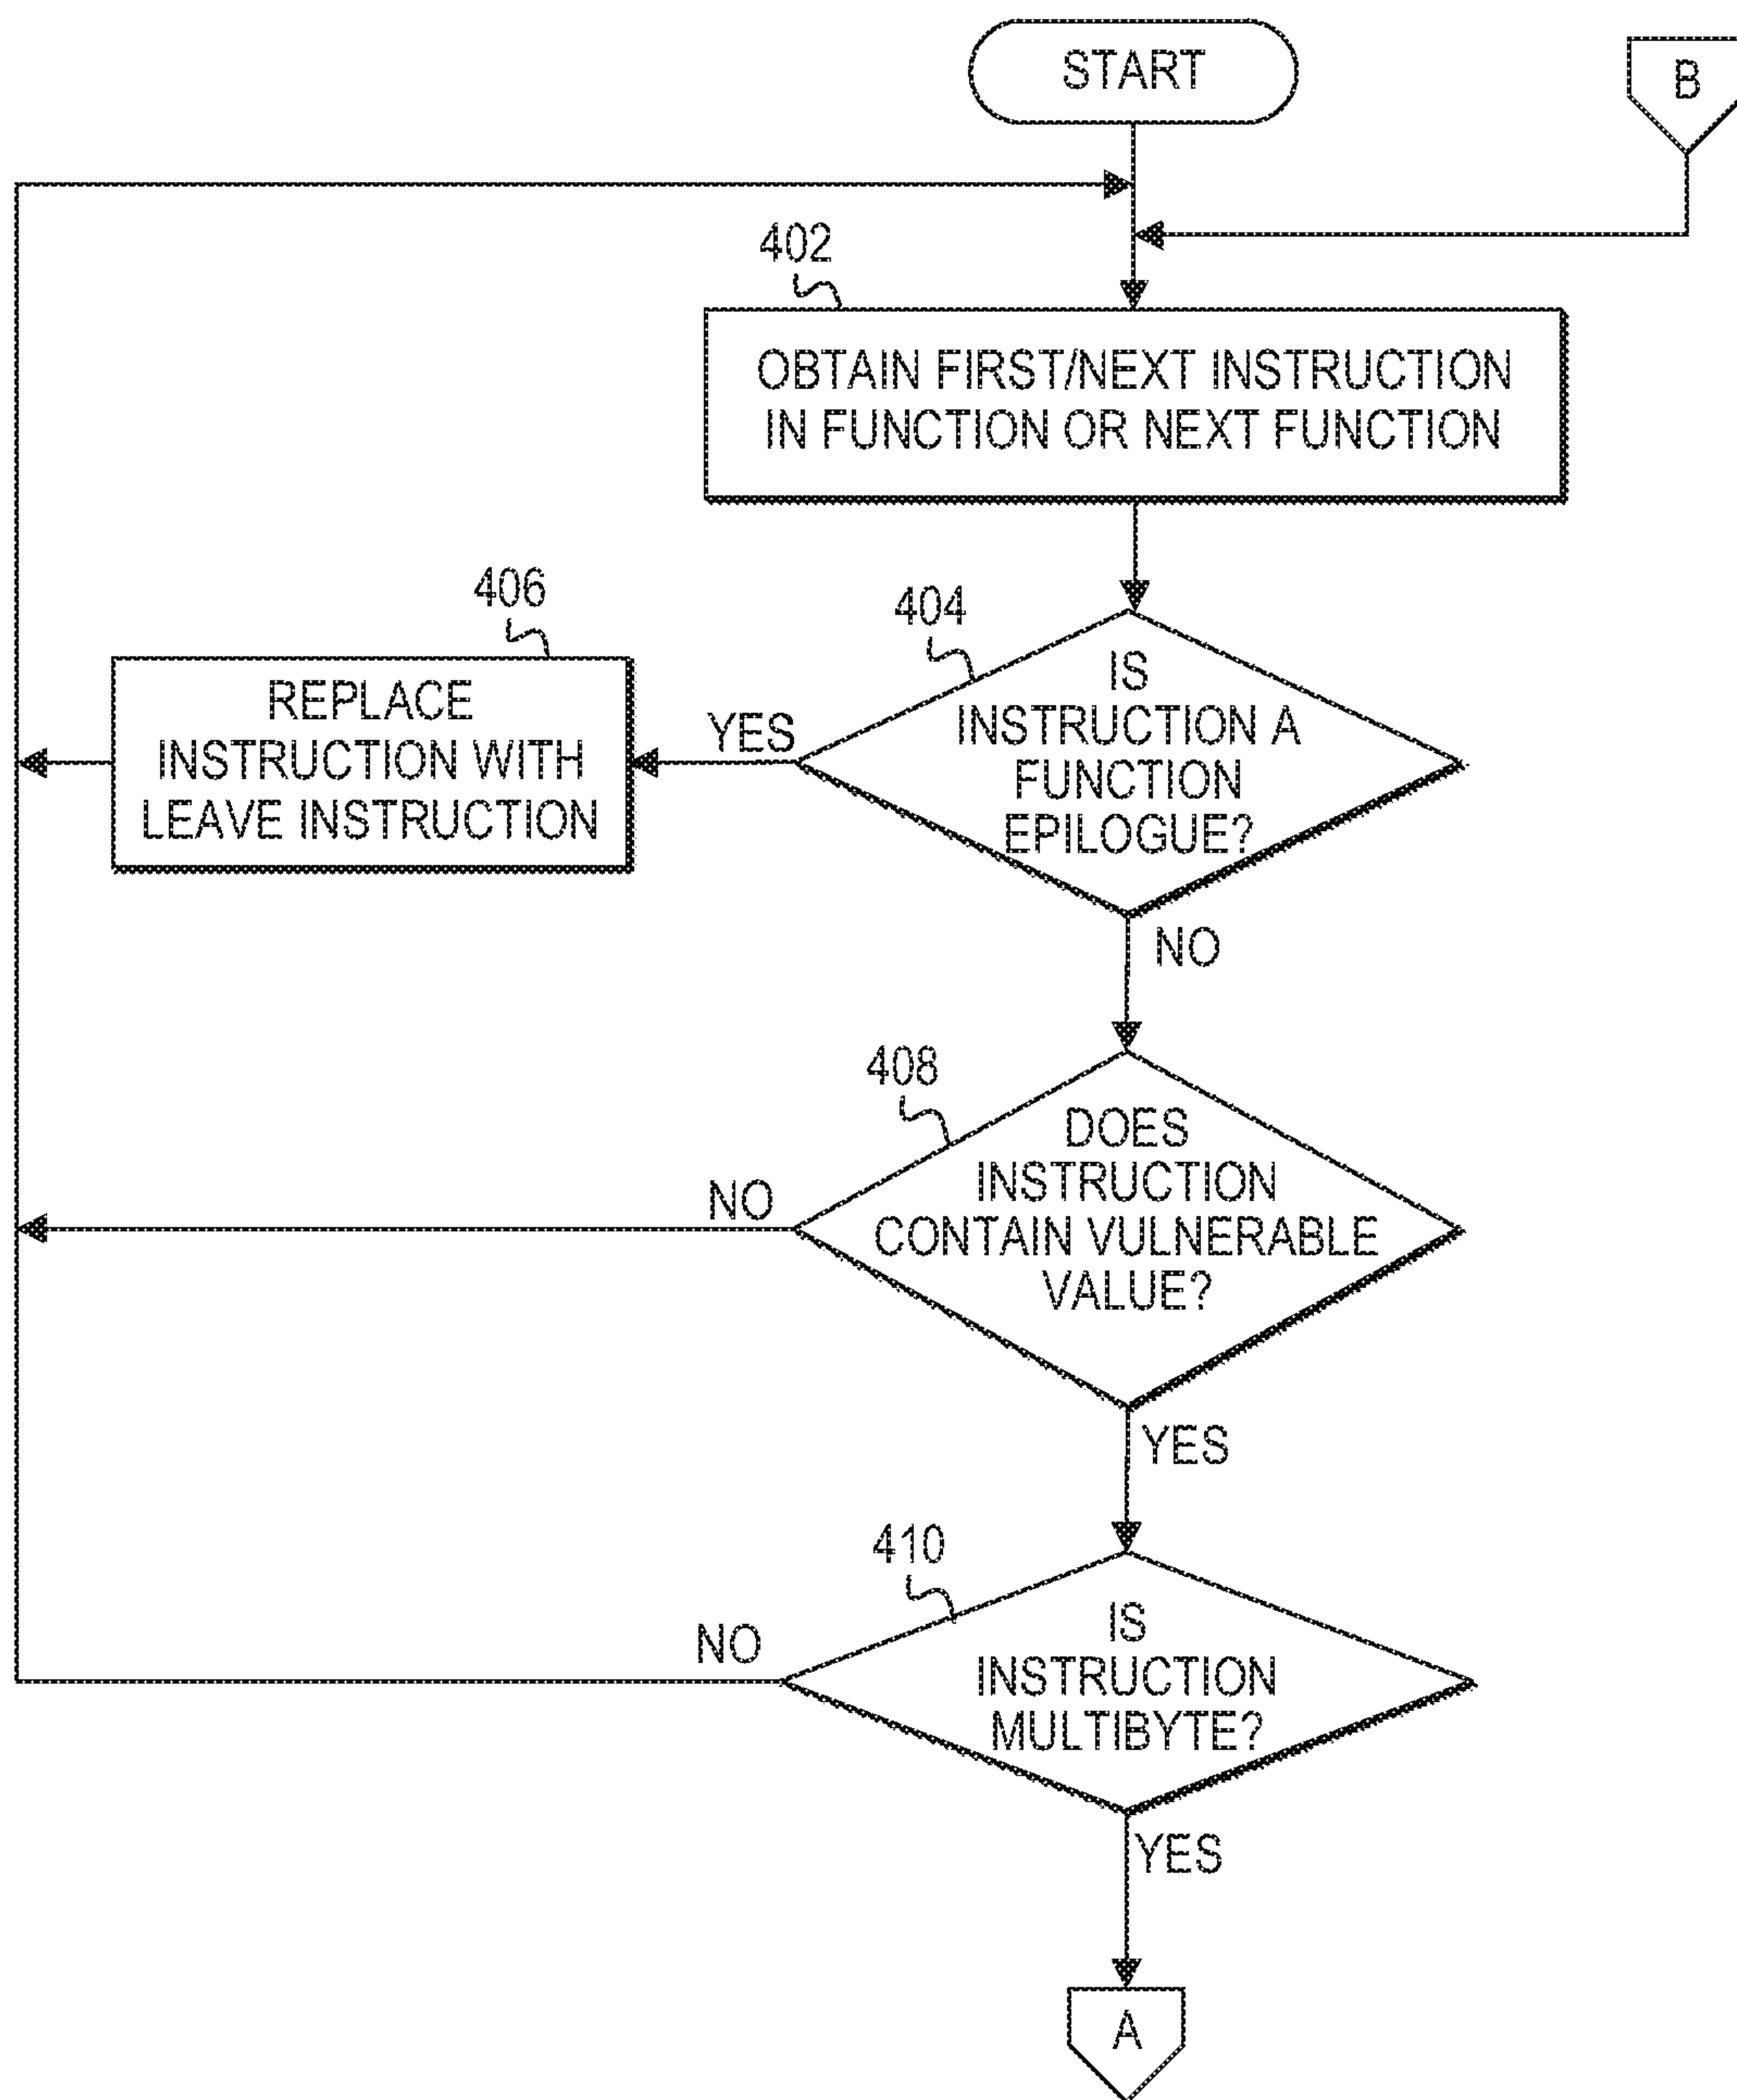 START
B
402
OBTAIN FIRST/NEXT INSTRUCTION
IN FUNCTION OR NEXT FUNCTION
406
404
REPLACE
INSTRUCTION WITH
LEAVE INSTRUCTION
YES
IS
INSTRUCTION A
FUNCTION
EPILOGUE?
NO
408
DOES
INSTRUCTION
CONTAIN VULNERABLE
VALUE?
NO
YES
410
IS
INSTRUCTION
MULTIBYTE?
NO
YES
A